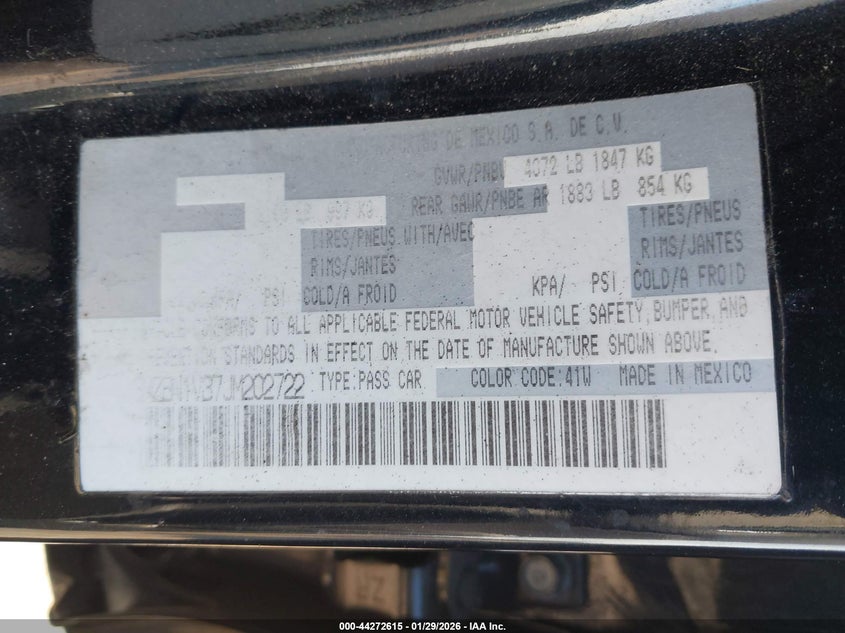 DE MEXICO S.A. DE C.V.
GVWR/PNBV 4072 LB 1847 KG
997 KG REAR GAWR/PNBE AR 1883 LB 854 KG
TIRES/PNEUS WITH/AVEC TIRES/PNEUS
RIMS/JANTES RIMS/JANTES
KPA/ PSI COLD/A FROID KPA/ PSI COLD/A FROID
TO ALL APPLICABLE FEDERAL MOTOR VEHICLE SAFETY, BUMPER, AND
STANDARDS IN EFFECT ON THE DATE OF MANUFACTURE SHOWN ABOVE.
TYPE:PASS CAR COLOR CODE:41W MADE IN MEXICO
000-44272615 - 01/29/2026 - IAA Inc.